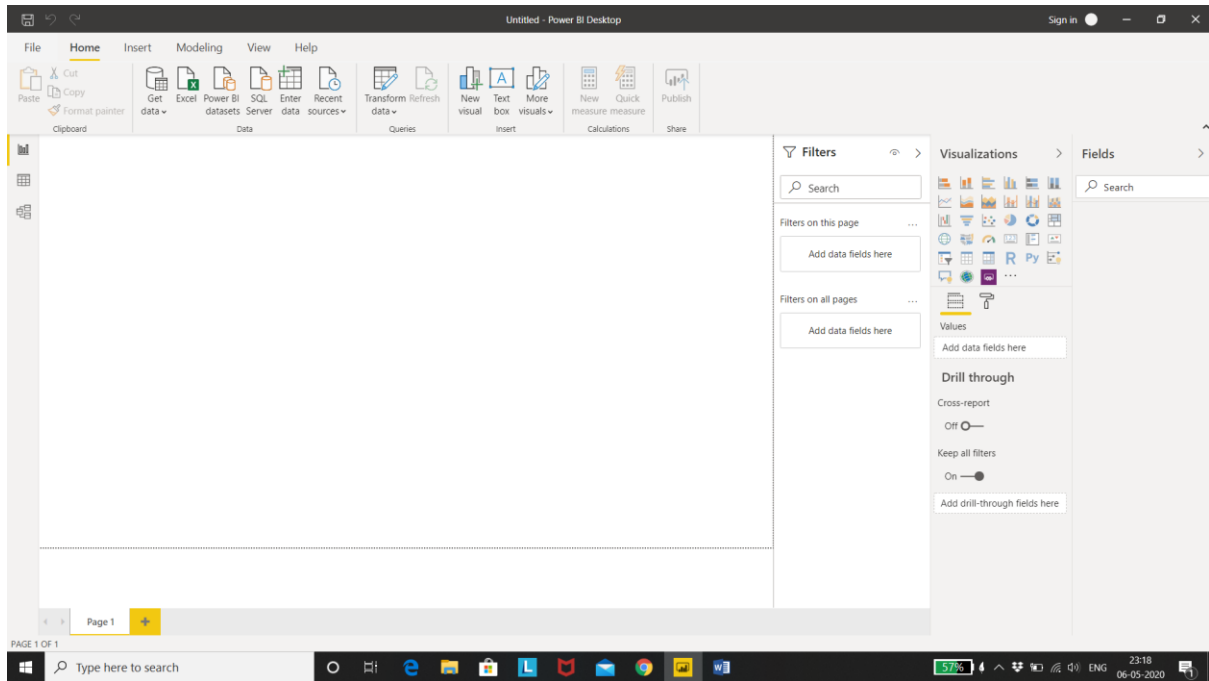 Untitled - Power BI Desktop
Sign in
File Home Insert Modeling View Help
Paste
Cut
Copy
Format painter
Clipboard
Get data
Excel
Power BI datasets
SQL Server
Enter data
Recent sources
Data
Transform data
Refresh
Queries
New visual
Text box
More visuals
Insert
New measure
Quick measure
Calculations
Publish
Share
Filters
Search
Filters on this page
...
Add data fields here
Filters on all pages
...
Add data fields here
Visualizations
R Py
...
Values
Add data fields here
Drill through
Cross-report
Off
Keep all filters
On
Add drill-through fields here
Fields
Search
Page 1
+
PAGE 1 OF 1
Type here to search
57%
ENG
23:18
06-05-2020